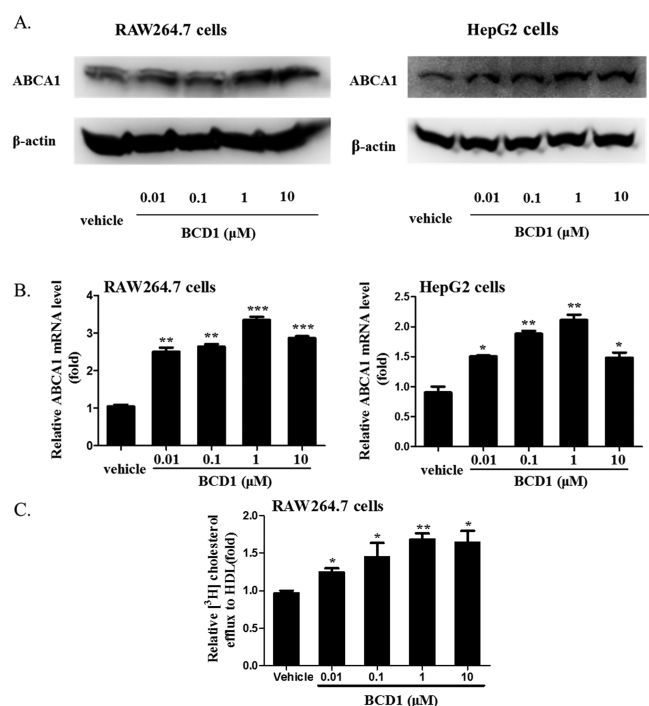 A.
RAW264.7 cells
HepG2 cells
ABCA1
ABCA1
β-actin
β-actin
0.01 0.1 1 10
0.01 0.1 1 10
vehicle
vehicle
BCD1 (μM)
BCD1 (μM)
B.
RAW264.7 cells
Relative ABCA1 mRNA level
(fold)
4
3
2
1
0
** ** *** ***
vehicle 0.01 0.1 1 10
BCD1 (μM)
HepG2 cells
Relative ABCA1 mRNA level
(fold)
2.5
2.0
1.5
1.0
0.5
0.0
* ** ** *
vehicle 0.01 0.1 1 10
BCD1 (μM)
C.
RAW264.7 cells
Relative [³H] cholesterol
efflux to HDL(fold)
2.0
1.5
1.0
0.5
0.0
* * ** *
Vehicle 0.01 0.1 1 10
BCD1 (μM)